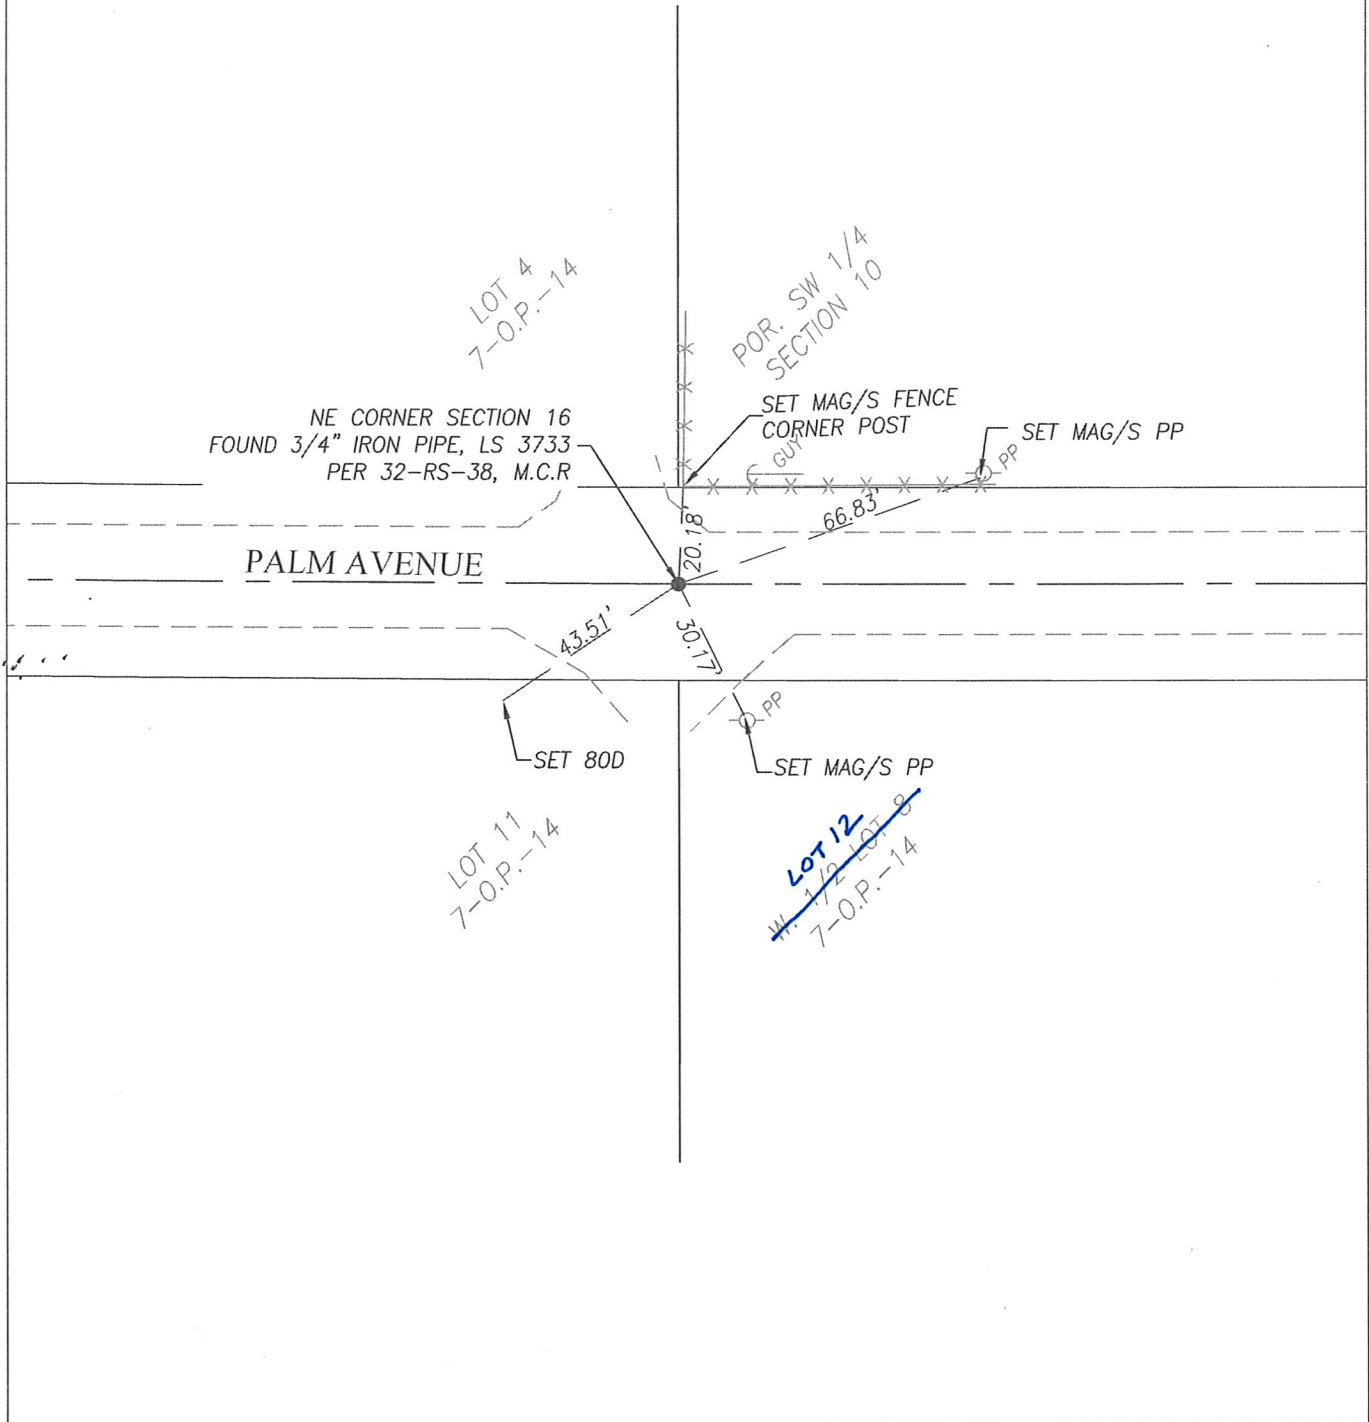 LOT 4
7-O.P.-14
POR. SW 1/4
SECTION 10
NE CORNER SECTION 16
FOUND 3/4" IRON PIPE, LS 3733
PER 32-RS-38, M.C.R
SET MAG/S FENCE
CORNER POST
GUY
SET MAG/S PP
PP
66.83'
20.18'
PALM AVENUE
43.51'
30.17'
PP
SET 80D
SET MAG/S PP
LOT 11
7-O.P.-14
LOT 12
W. 1/2 LOT 8
7-O.P.-14